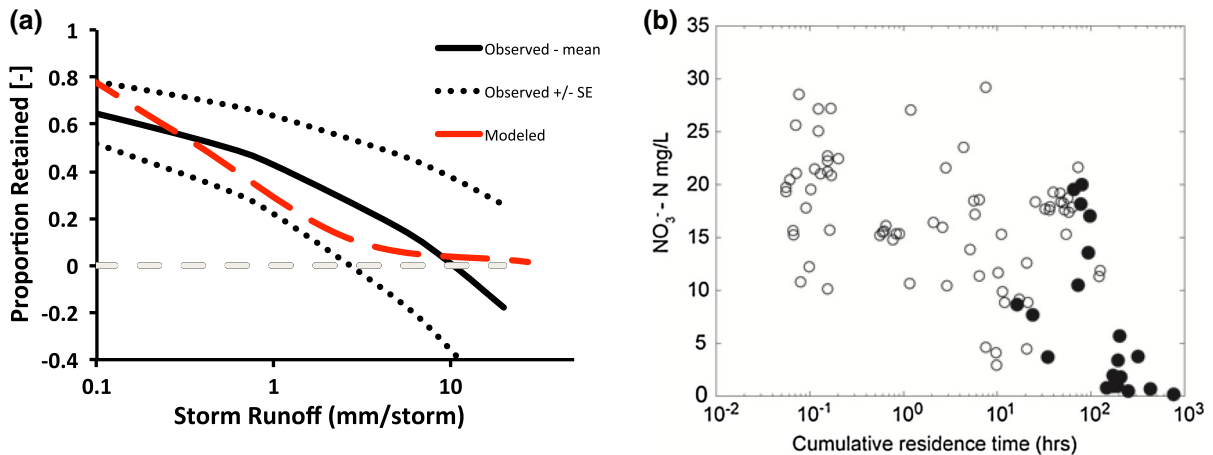 (a)
1
0.8
0.6
0.4
0.2
0
-0.2
-0.4
Proportion Retained [-]
Observed - mean
Observed +/- SE
Modeled
0.1
1
10
Storm Runoff (mm/storm)
(b)
35
30
25
20
15
10
5
0
NO₃⁻ - N mg/L
10⁻²
10⁻¹
10⁰
10¹
10²
10³
Cumulative residence time (hrs)